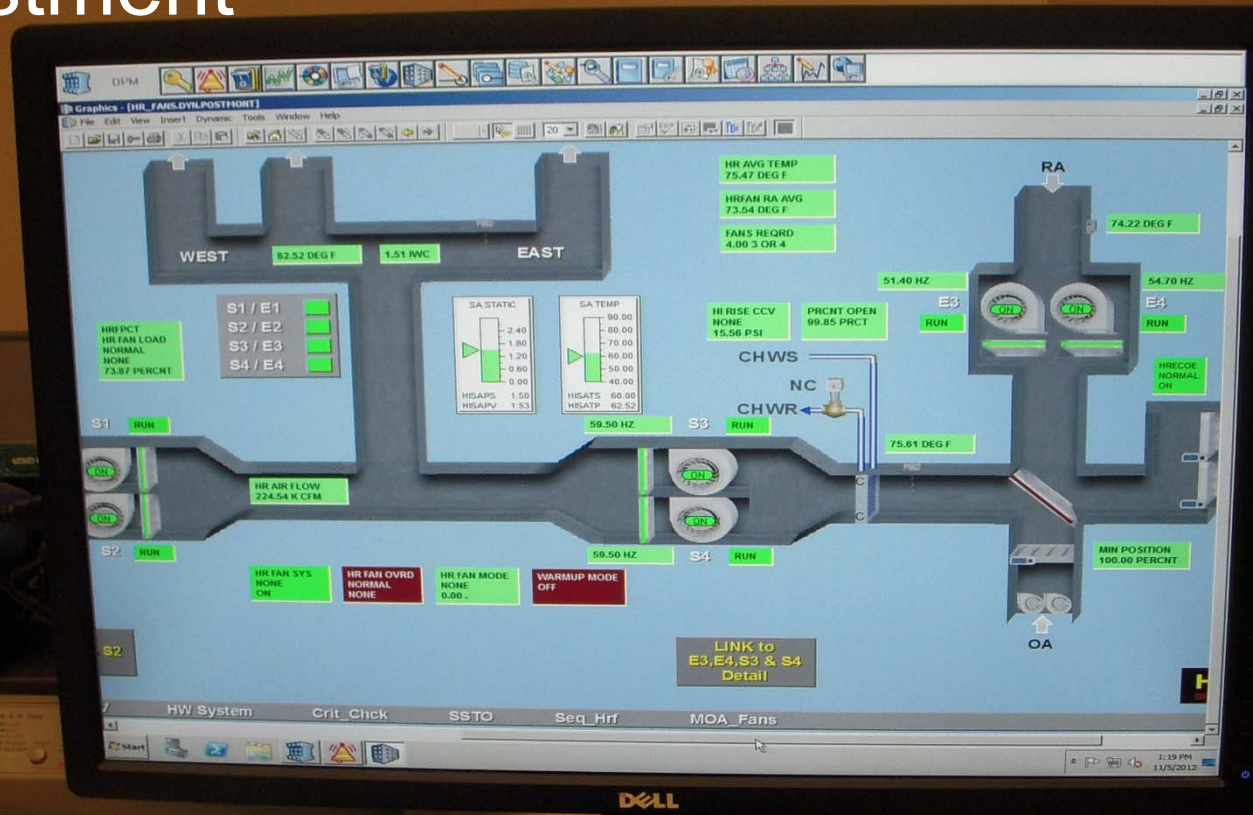 stment
DPM
Graphics - [HR_FANS.DYN.POSTMONT]
File Edit View Insert Dynamic Tools Window Help
20
HR AVG TEMP
75.47 DEG F
HRFAN RA AVG
73.54 DEG F
FANS REQRD
4.00 3 OR 4
RA
74.22 DEG F
WEST
62.52 DEG F
1.51 IWC
EAST
51.40 HZ
54.70 HZ
E3
E4
ON
ON
RUN
RUN
S1 / E1
S2 / E2
S3 / E3
S4 / E4
HRFPCT
HR FAN LOAD
NORMAL
NONE
73.87 PERCNT
SA STATIC
2.40
1.80
1.20
0.60
0.00
HISAPS 1.50
HISAPV 1.53
SA TEMP
90.00
80.00
70.00
60.00
50.00
40.00
HISATS 60.00
HISATP 62.52
HI RISE CCV
NONE
15.56 PSI
PRCNT OPEN
99.85 PRCT
CHWS
NC
CHWR
HRECOE
NORMAL
ON
S1
RUN
59.50 HZ
S3
RUN
75.61 DEG F
ON
ON
ON
ON
C
C
HR AIR FLOW
224.54 K CFM
S2
RUN
59.50 HZ
S4
RUN
MIN POSITION
100.00 PERCNT
HR FAN SYS
NONE
ON
HR FAN OVRD
NORMAL
NONE
HR FAN MODE
NONE
0.00 .
WARMUP MODE
OFF
OA
S2
LINK to
E3,E4,S3 & S4
Detail
H
HW System
Crit_Chck
SSTO
Seq_Hrf
MOA_Fans
Start
1:19 PM
11/5/2012
DELL